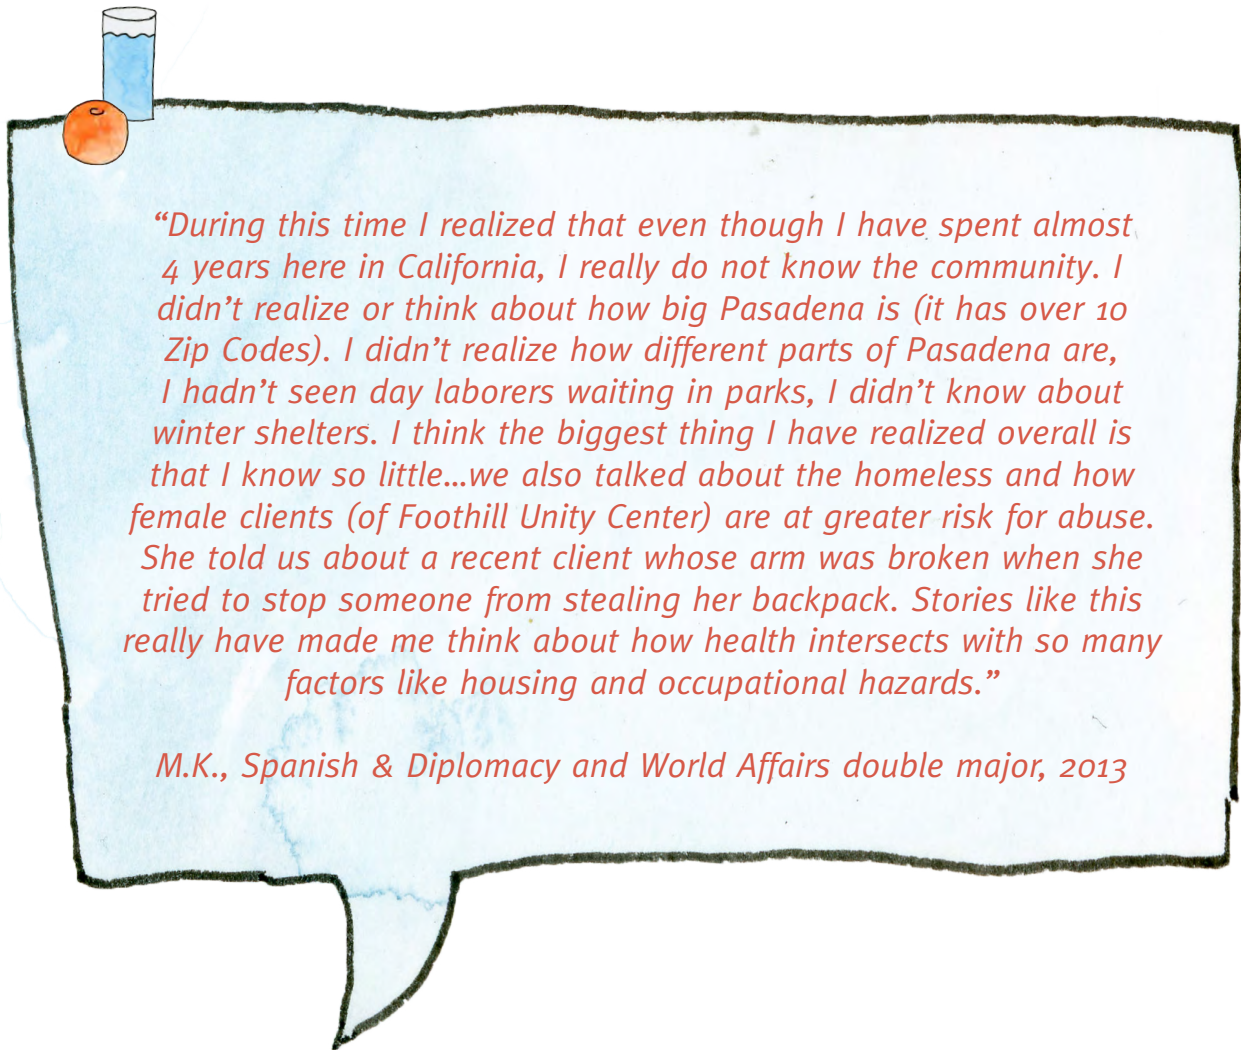 “During this time I realized that even though I have spent almost
4 years here in California, I really do not know the community. I
didn’t realize or think about how big Pasadena is (it has over 10
Zip Codes). I didn’t realize how different parts of Pasadena are,
I hadn’t seen day laborers waiting in parks, I didn’t know about
winter shelters. I think the biggest thing I have realized overall is
that I know so little...we also talked about the homeless and how
female clients (of Foothill Unity Center) are at greater risk for abuse.
She told us about a recent client whose arm was broken when she
tried to stop someone from stealing her backpack. Stories like this
really have made me think about how health intersects with so many
factors like housing and occupational hazards.”
M.K., Spanish & Diplomacy and World Affairs double major, 2013